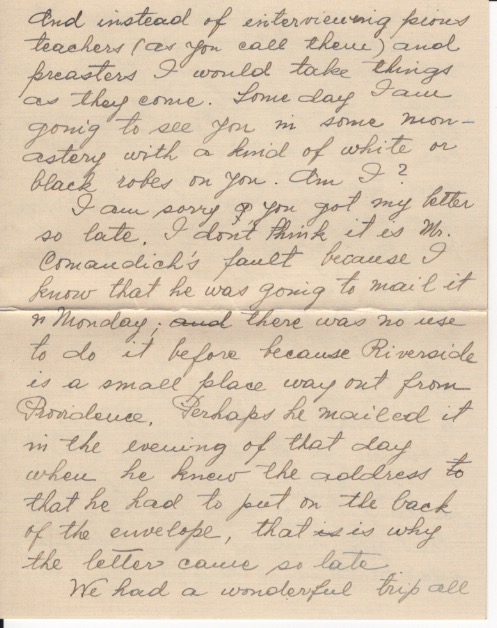 And instead of interviewing pious
teachers (as you call them) and
preasters I would take things
as they come. Some day I am
going to see you in some mon-
astery with a kind of white or
black robes on you. Am I?
I am sorry you got my letter
so late. I don't think it is Mr.
Comandich's fault because I
know that he was going to mail it
n Monday; and there was no use
to do it before because Riverside
is a small place way out from
Providence. Perhaps he mailed it
in the evening of that day
when he knew the address to
that he had to put on the back
of the envelope, that is is why
the letter came so late
We had a wonderful trip all